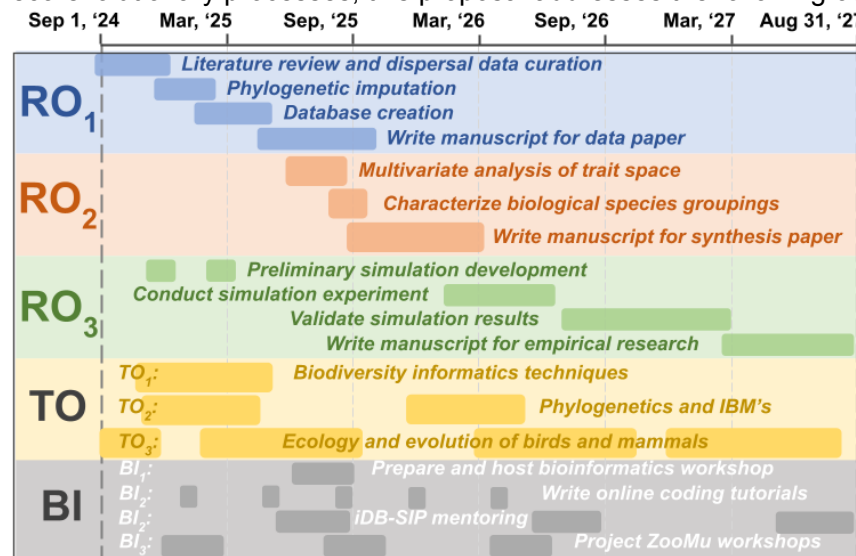 Sep 1, ‘24 Mar, ‘25 Sep, ‘25 Mar, ‘26 Sep, ‘26 Mar, ‘27 Aug 31, ‘27
RO1
Literature review and dispersal data curation
Phylogenetic imputation
Database creation
Write manuscript for data paper
RO2
Multivariate analysis of trait space
Characterize biological species groupings
Write manuscript for synthesis paper
RO3
Preliminary simulation development
Conduct simulation experiment
Validate simulation results
Write manuscript for empirical research
TO
TO1: Biodiversity informatics techniques
TO2: Phylogenetics and IBM’s
TO3: Ecology and evolution of birds and mammals
BI
BI1: Prepare and host bioinformatics workshop
BI2: Write online coding tutorials
BI2: iDB-SIP mentoring
BI3: Project ZooMu workshops